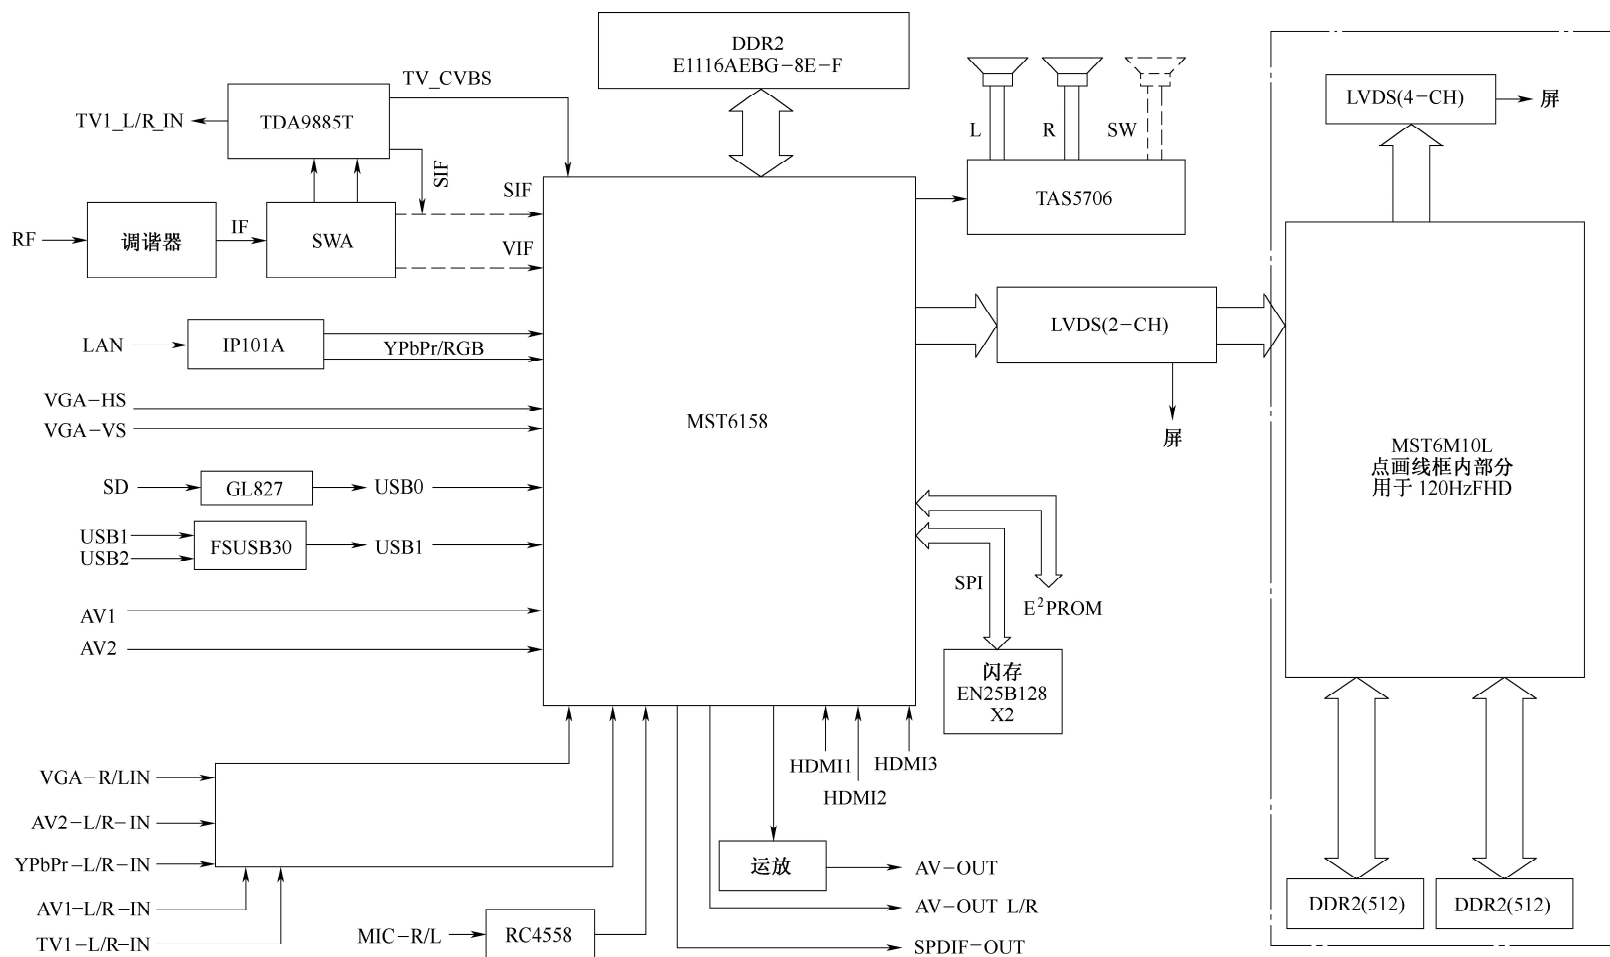 DDR2
E1116AEBG-8E-F
TV_CVBS
TV1_L/R_IN
TDA9885T
SIF
L
R
SW
LVDS(4-CH)
屏
TAS5706
SIF
RF
调谐器
IF
SWA
VIF
LAN
IP101A
YPbPr/RGB
LVDS(2-CH)
屏
VGA-HS
VGA-VS
MST6158
MST6M10L
点画线框内部分
用于 120HzFHD
SD
GL827
USB0
USB1
USB2
FSUSB30
USB1
SPI
E²PROM
AV1
AV2
闪存
EN25B128
X2
HDMI1
HDMI2
HDMI3
VGA-R/LIN
AV2-L/R-IN
YPbPr-L/R-IN
AV1-L/R-IN
TV1-L/R-IN
运放
AV-OUT
AV-OUT L/R
MIC-R/L
RC4558
SPDIF-OUT
DDR2(512)
DDR2(512)